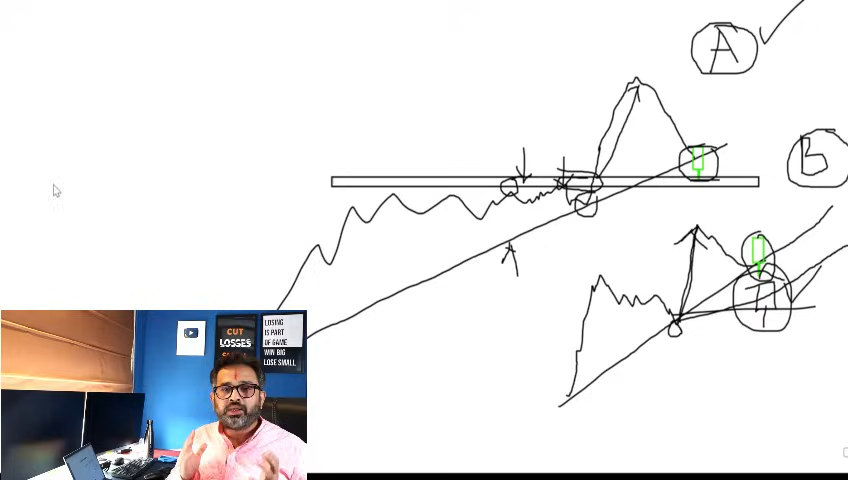 A
B
CUT
LOSSES
LOSING
IS PART
OF GAME
WIN BIG
LOSE SMALL